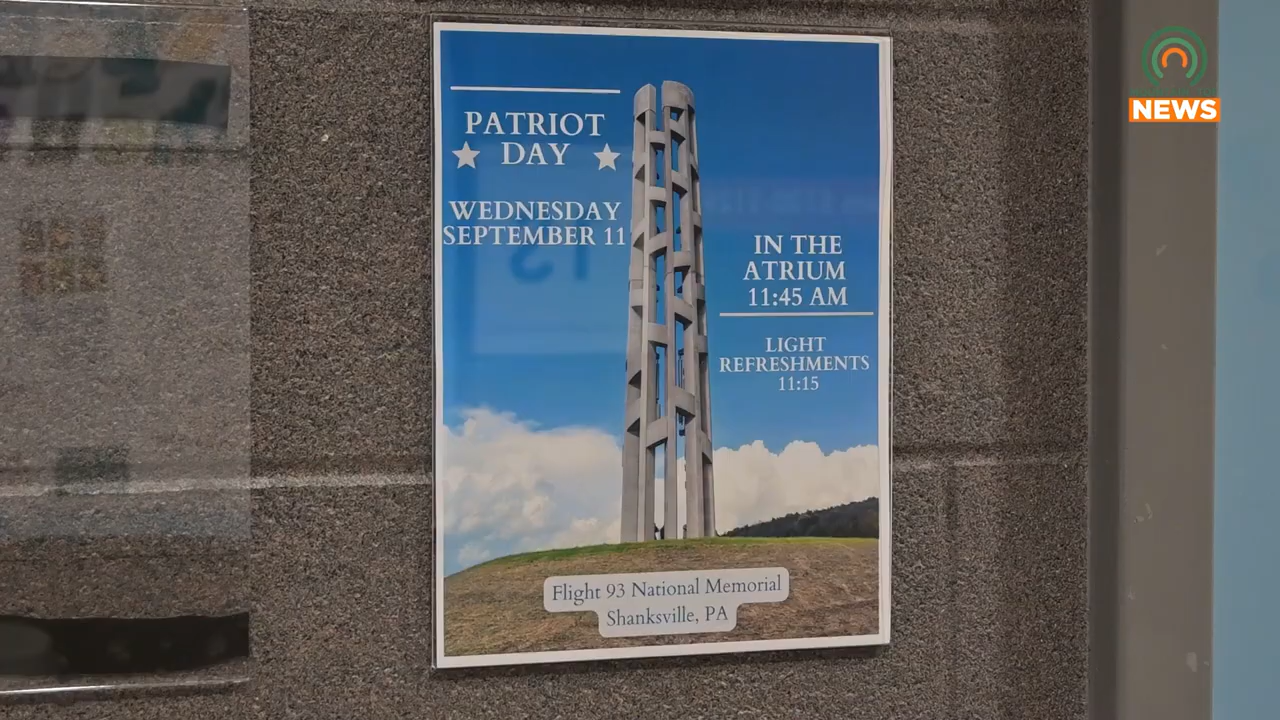 PATRIOT
DAY
WEDNESDAY
SEPTEMBER 11
IN THE
ATRIUM
11:45 AM
LIGHT
REFRESHMENTS
11:15
Flight 93 National Memorial
Shanksville, PA
NEWS